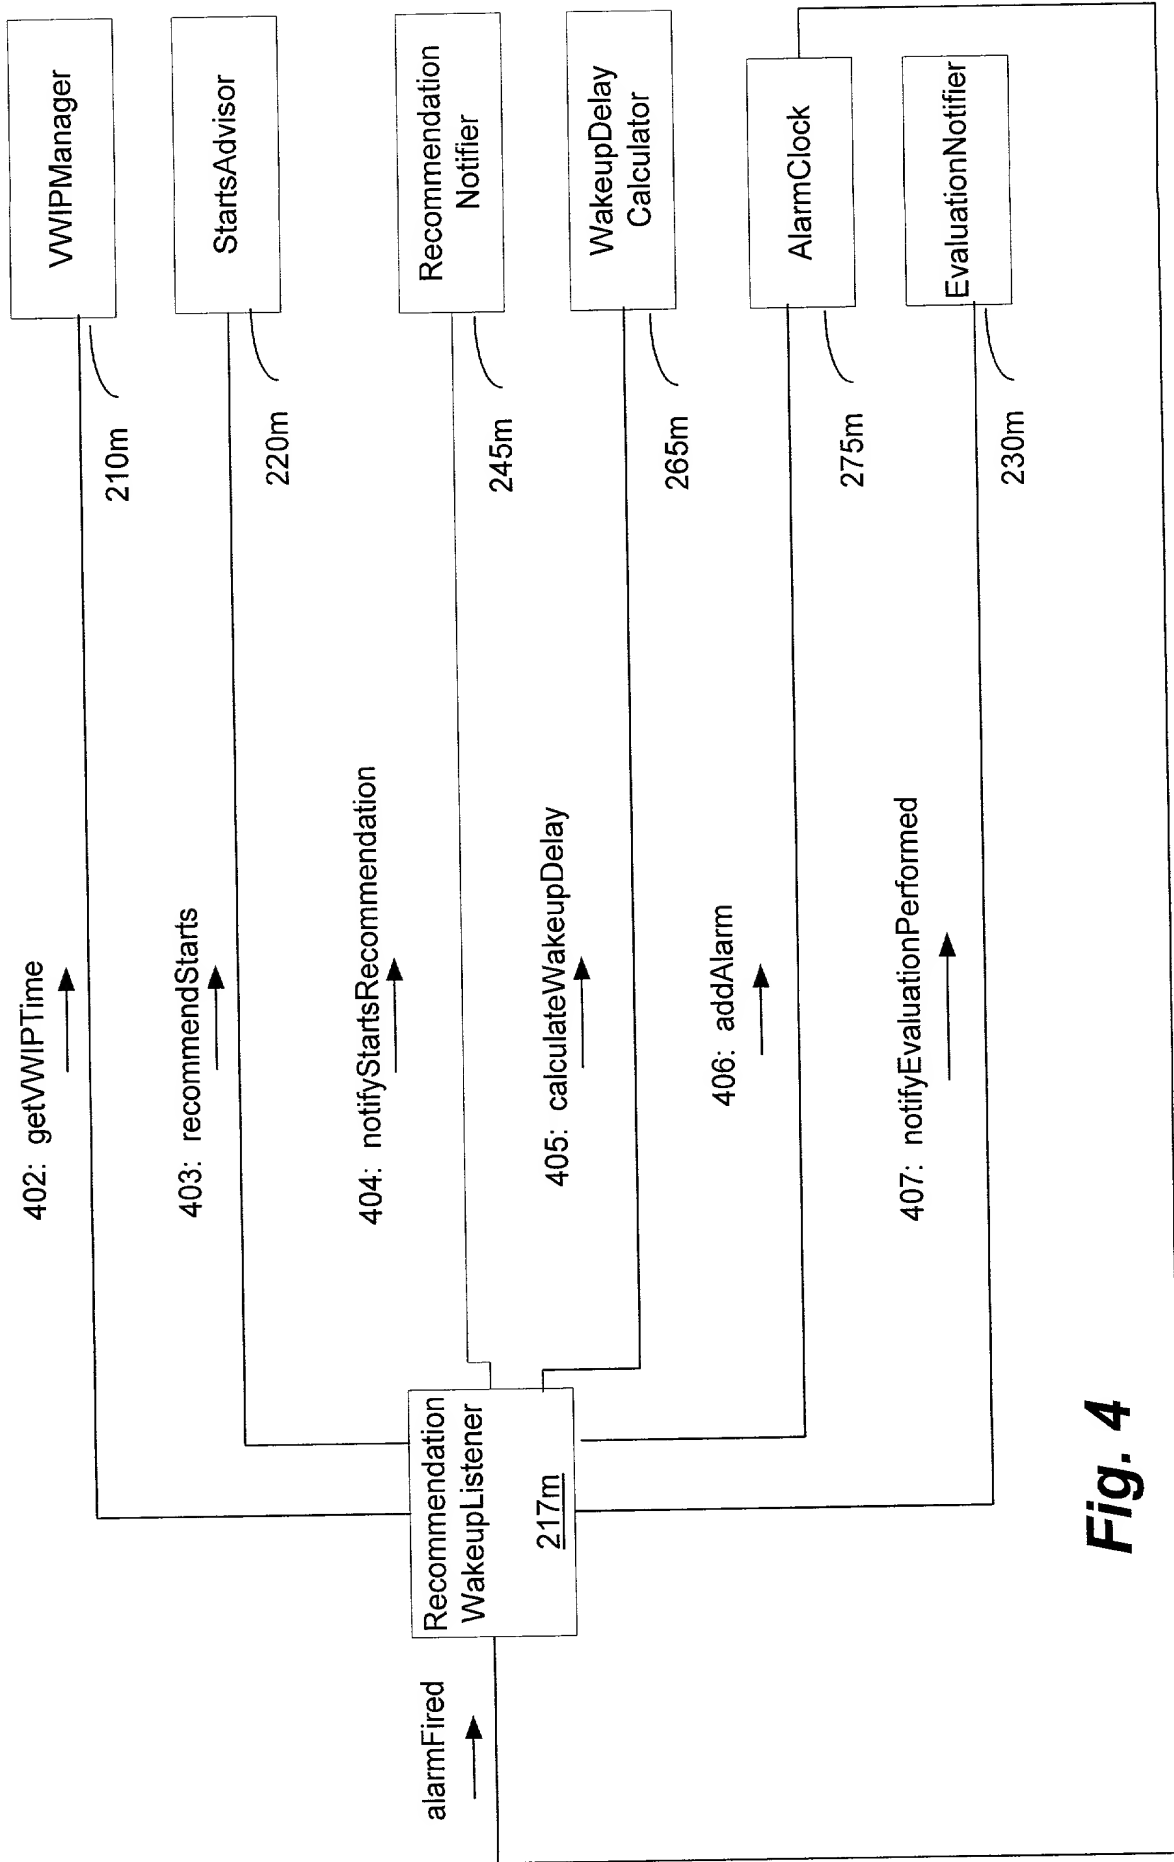 VWIPManager
210m
402: getVWIPTime
StartsAdvisor
220m
403: recommendStarts
Recommendation
Notifier
245m
404: notifyStartsRecommendation
WakeupDelay
Calculator
265m
405: calculateWakeupDelay
AlarmClock
275m
406: addAlarm
EvaluationNotifier
230m
407: notifyEvaluationPerformed
Recommendation
WakeupListener
217m
alarmFired
Fig. 4